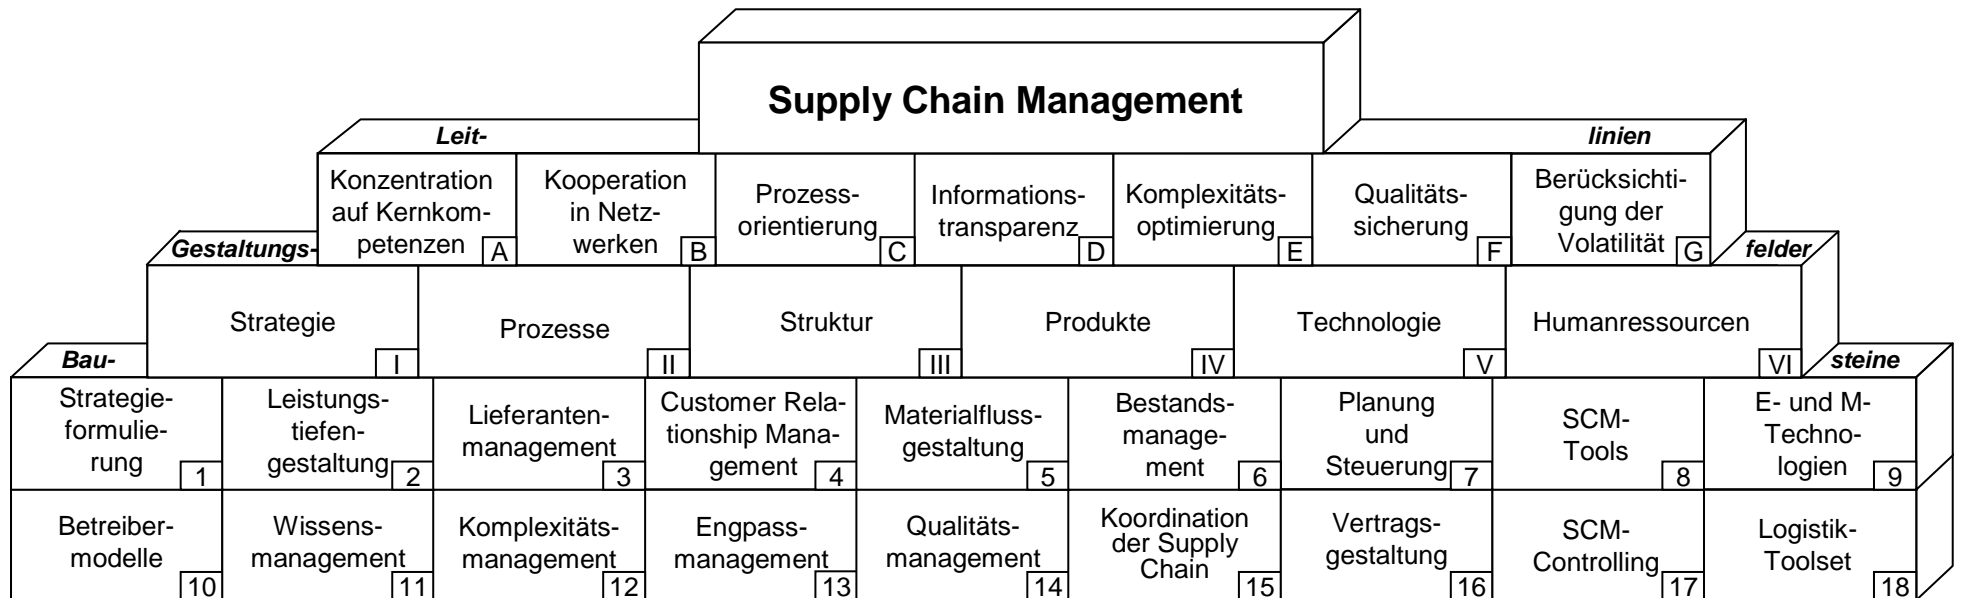 Supply Chain Management
Leit-
linien
Konzentration
auf Kernkom-
petenzen
A
Kooperation
in Netz-
werken
B
Prozess-
orientierung
C
Informations-
transparenz
D
Komplexitäts-
optimierung
E
Qualitäts-
sicherung
F
Berücksichti-
gung der
Volatilität
G
Gestaltungs-
felder
Strategie
I
Prozesse
II
Struktur
III
Produkte
IV
Technologie
V
Humanressourcen
VI
Bau-
steine
Strategie-
formulie-
rung
1
Leistungs-
tiefen-
gestaltung
2
Lieferanten-
management
3
Customer Rela-
tionship Mana-
gement
4
Materialfluss-
gestaltung
5
Bestands-
manage-
ment
6
Planung
und
Steuerung
7
SCM-
Tools
8
E- und M-
Techno-
logien
9
Betreiber-
modelle
10
Wissens-
management
11
Komplexitäts-
management
12
Engpass-
management
13
Qualitäts-
management
14
Koordination
der Supply
Chain
15
Vertrags-
gestaltung
16
SCM-
Controlling
17
Logistik-
Toolset
18